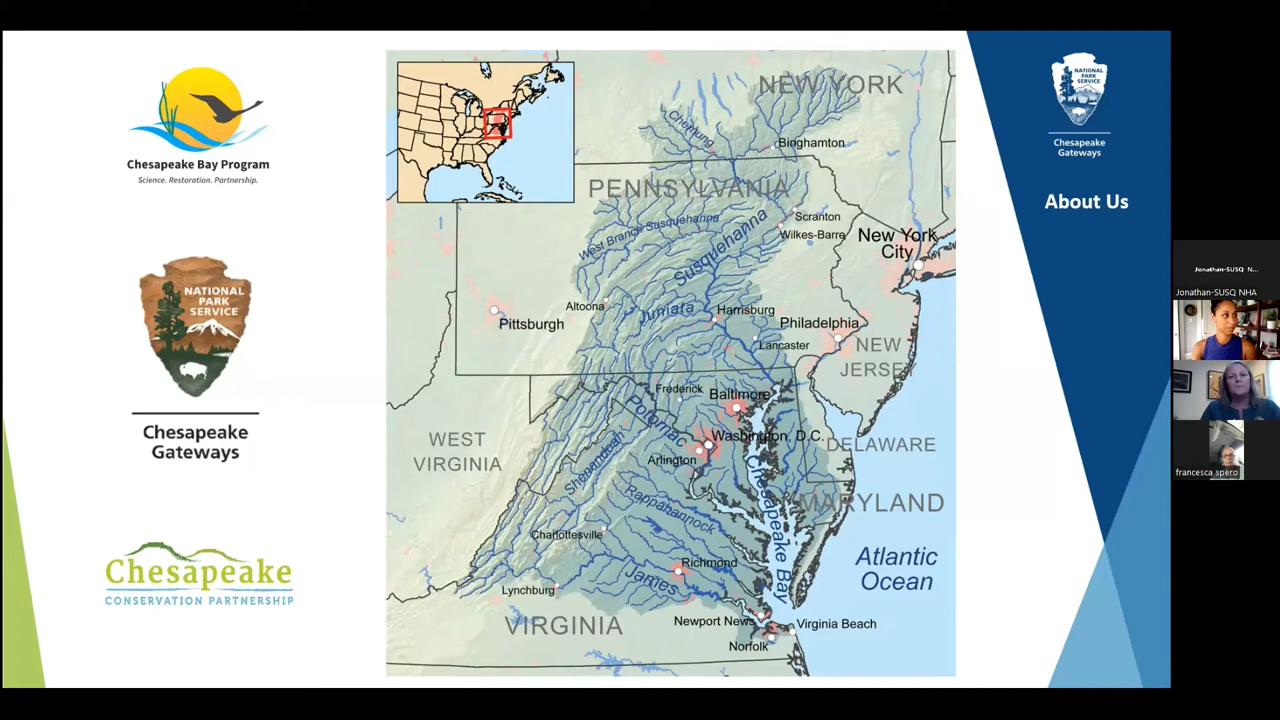 Chesapeake Bay Program
Science. Restoration. Partnership.
NATIONAL
PARK
SERVICE
Chesapeake
Gateways
Chesapeake
CONSERVATION PARTNERSHIP
NEW YORK
Chemung
Binghamton
PENNSYLVANIA
West Branch Susquehanna
Scranton
Wilkes-Barre
Susquehanna
New York
City
Altoona
Juniata
Harrisburg
Pittsburgh
Philadelphia
Lancaster
NEW
JERSEY
Frederick
Baltimore
Potomac
Washington, D.C.
Arlington
WEST
VIRGINIA
DELAWARE
Shenandoah
Chesapeake Bay
MARYLAND
Rappahannock
Charlottesville
Atlantic
Ocean
Richmond
James
Lynchburg
VIRGINIA
Newport News
Virginia Beach
Norfolk
NATIONAL
PARK
SERVICE
Chesapeake
Gateways
About Us
Jonathan-SUSQ N...
Jonathan-SUSQ NHA
francesca spero